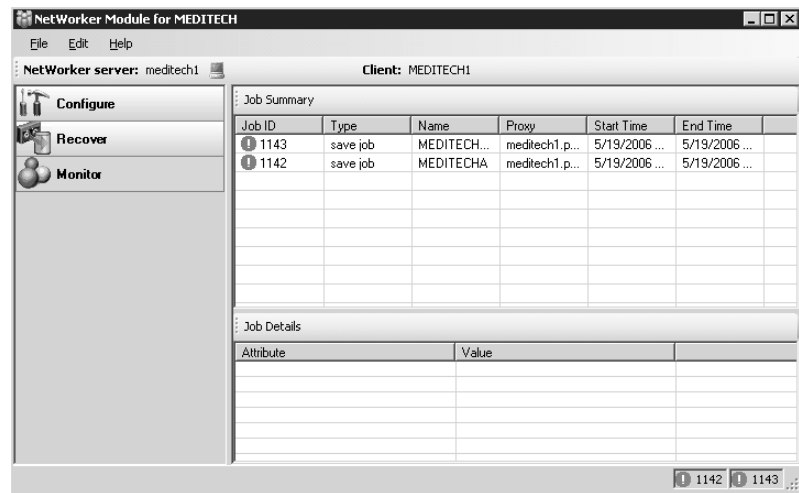 NetWorker Module for MEDITECH
File Edit Help
NetWorker server: meditech1 Client: MEDITECH1
Configure
Recover
Monitor
Job Summary
Job ID Type Name Proxy Start Time End Time
1143 save job MEDITECH... meditech1.p... 5/19/2006 ... 5/19/2006 ...
1142 save job MEDITECHA meditech1.p... 5/19/2006 ... 5/19/2006 ...
Job Details
Attribute Value
1142 1143